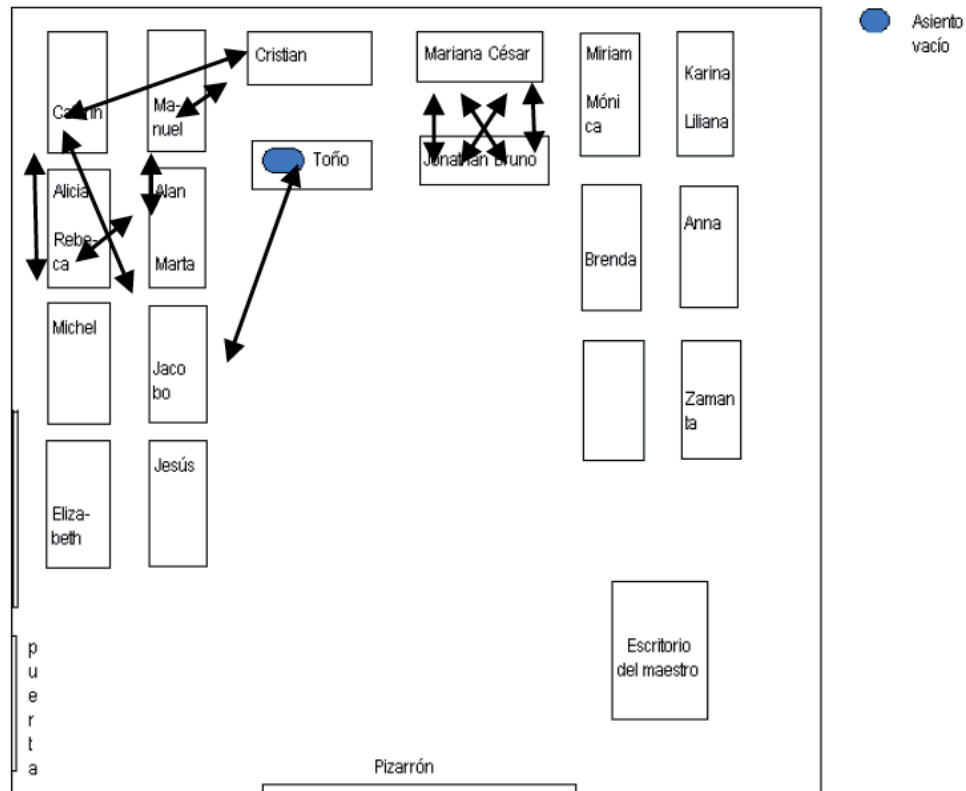 Asiento
vacío
Cristian
Mariana César
Miriam
Móni
ca
Karina
Liliana
Ma-
nuel
Toño
Jonathan Bruno
Alicia
Rebe-
ca
Alan
Marta
Brenda
Anna
Michel
Jaco
bo
Zaman
ta
Eliza-
beth
Jesús
Escritorio
del maestro
p
u
e
r
t
a
Pizarrón